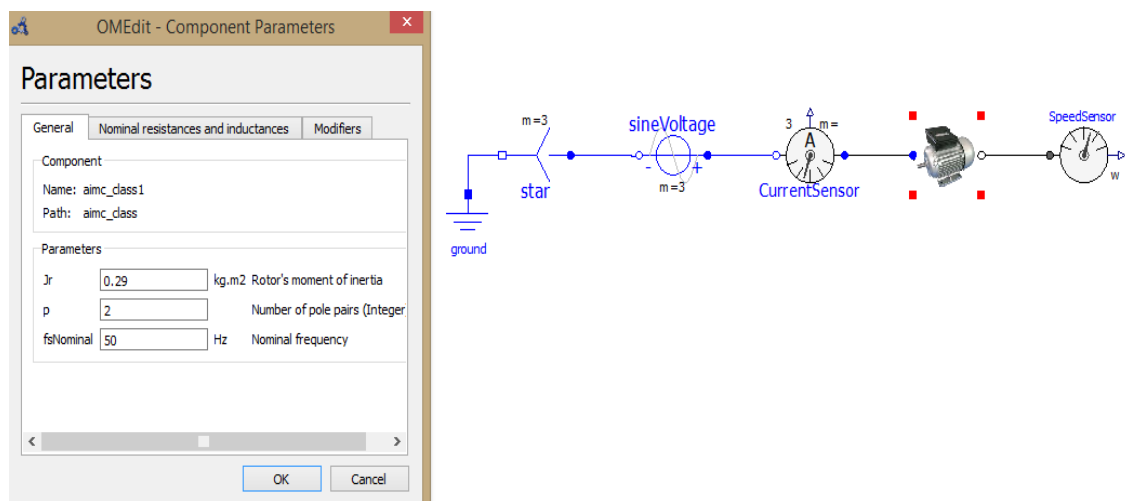 OMEdit - Component Parameters
Parameters
General
Nominal resistances and inductances
Modifiers
Component
Name: aimc_class1
Path: aimc_class
Parameters
Jr 0.29 kg.m2 Rotor's moment of inertia
p 2 Number of pole pairs (Integer
fsNominal 50 Hz Nominal frequency
OK
Cancel
m=3
star
ground
sineVoltage
- +
m=3
3 m=
A
CurrentSensor
SpeedSensor
w